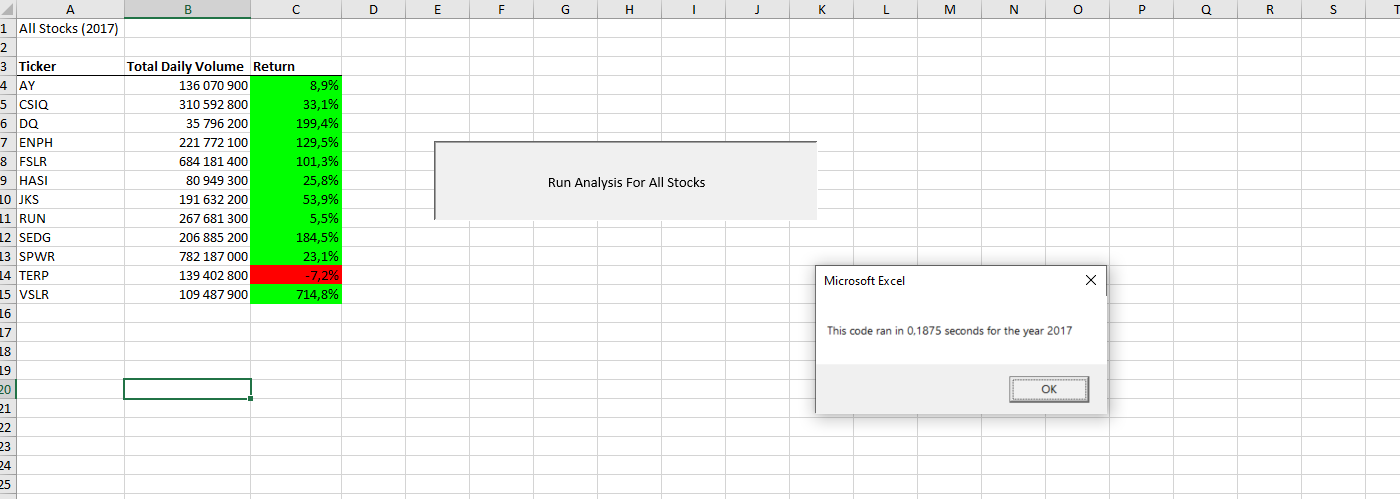 A B C D E F G H I J K L M N O P Q R S T
1 All Stocks (2017)
2
3 Ticker Total Daily Volume Return
4 AY 136 070 900 8,9%
5 CSIQ 310 592 800 33,1%
6 DQ 35 796 200 199,4%
7 ENPH 221 772 100 129,5%
8 FSLR 684 181 400 101,3%
9 HASI 80 949 300 25,8%
10 JKS 191 632 200 53,9%
11 RUN 267 681 300 5,5%
12 SEDG 206 885 200 184,5%
13 SPWR 782 187 000 23,1%
14 TERP 139 402 800 -7,2%
15 VSLR 109 487 900 714,8%
16
17
18
19
20
21
22
23
24
25
Run Analysis For All Stocks
Microsoft Excel
This code ran in 0,1875 seconds for the year 2017
OK